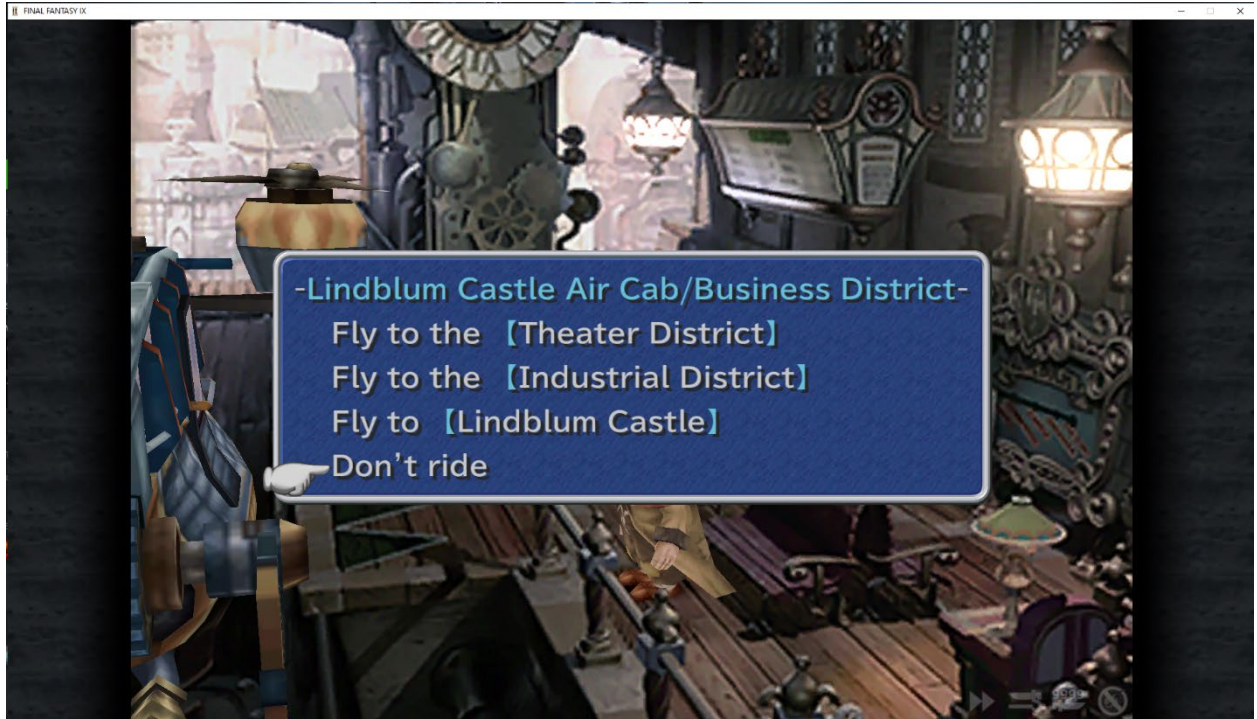 FINAL FANTASY IX
-Lindblum Castle Air Cab/Business District-
Fly to the 【Theater District】
Fly to the 【Industrial District】
Fly to 【Lindblum Castle】
Don't ride
9999